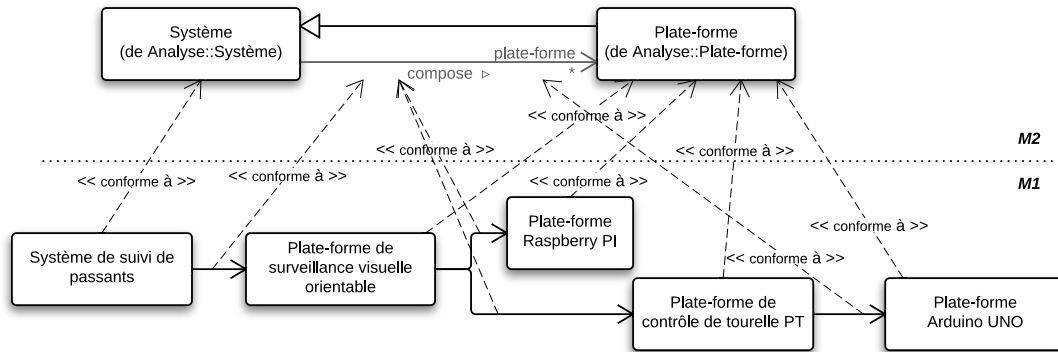 Système
(de Analyse::Système)
Plate-forme
(de Analyse::Plate-forme)
plate-forme
compose ▹
*
<< conforme à >>
<< conforme à >>
<< conforme à >>
M2
<< conforme à >>
<< conforme à >>
<< conforme à >>
M1
<< conforme à >>
<< conforme à >>
Système de suivi de
passants
Plate-forme de
surveillance visuelle
orientable
Plate-forme
Raspberry PI
Plate-forme de
contrôle de tourelle PT
Plate-forme
Arduino UNO